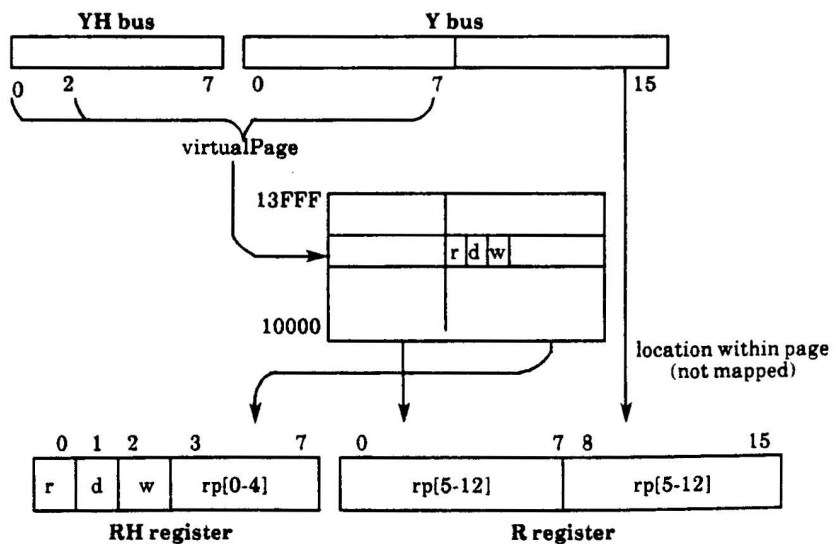 YH bus Y bus
0 2 7 0 7 15
virtualPage
13FFF
r d w
10000
location within page
(not mapped)
0 1 2 3 7 0 7 8 15
r d w rp[0-4] rp[5-12] rp[5-12]
RH register R register